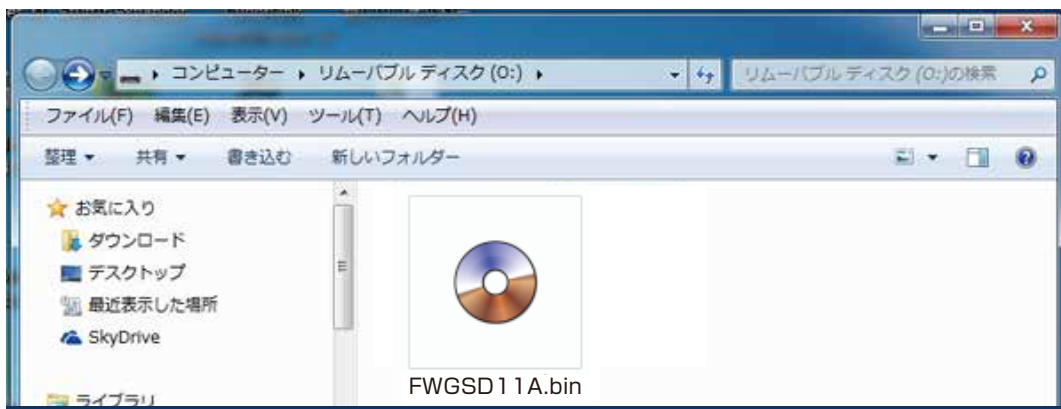 コンピューター リムーバブル ディスク (O:)
リムーバブル ディスク (O:)の検索
ファイル(F) 編集(E) 表示(V) ツール(T) ヘルプ(H)
整理 共有 書き込む 新しいフォルダー
お気に入り
ダウンロード
デスクトップ
最近表示した場所
SkyDrive
FWGSD11A.bin
ライブラリ